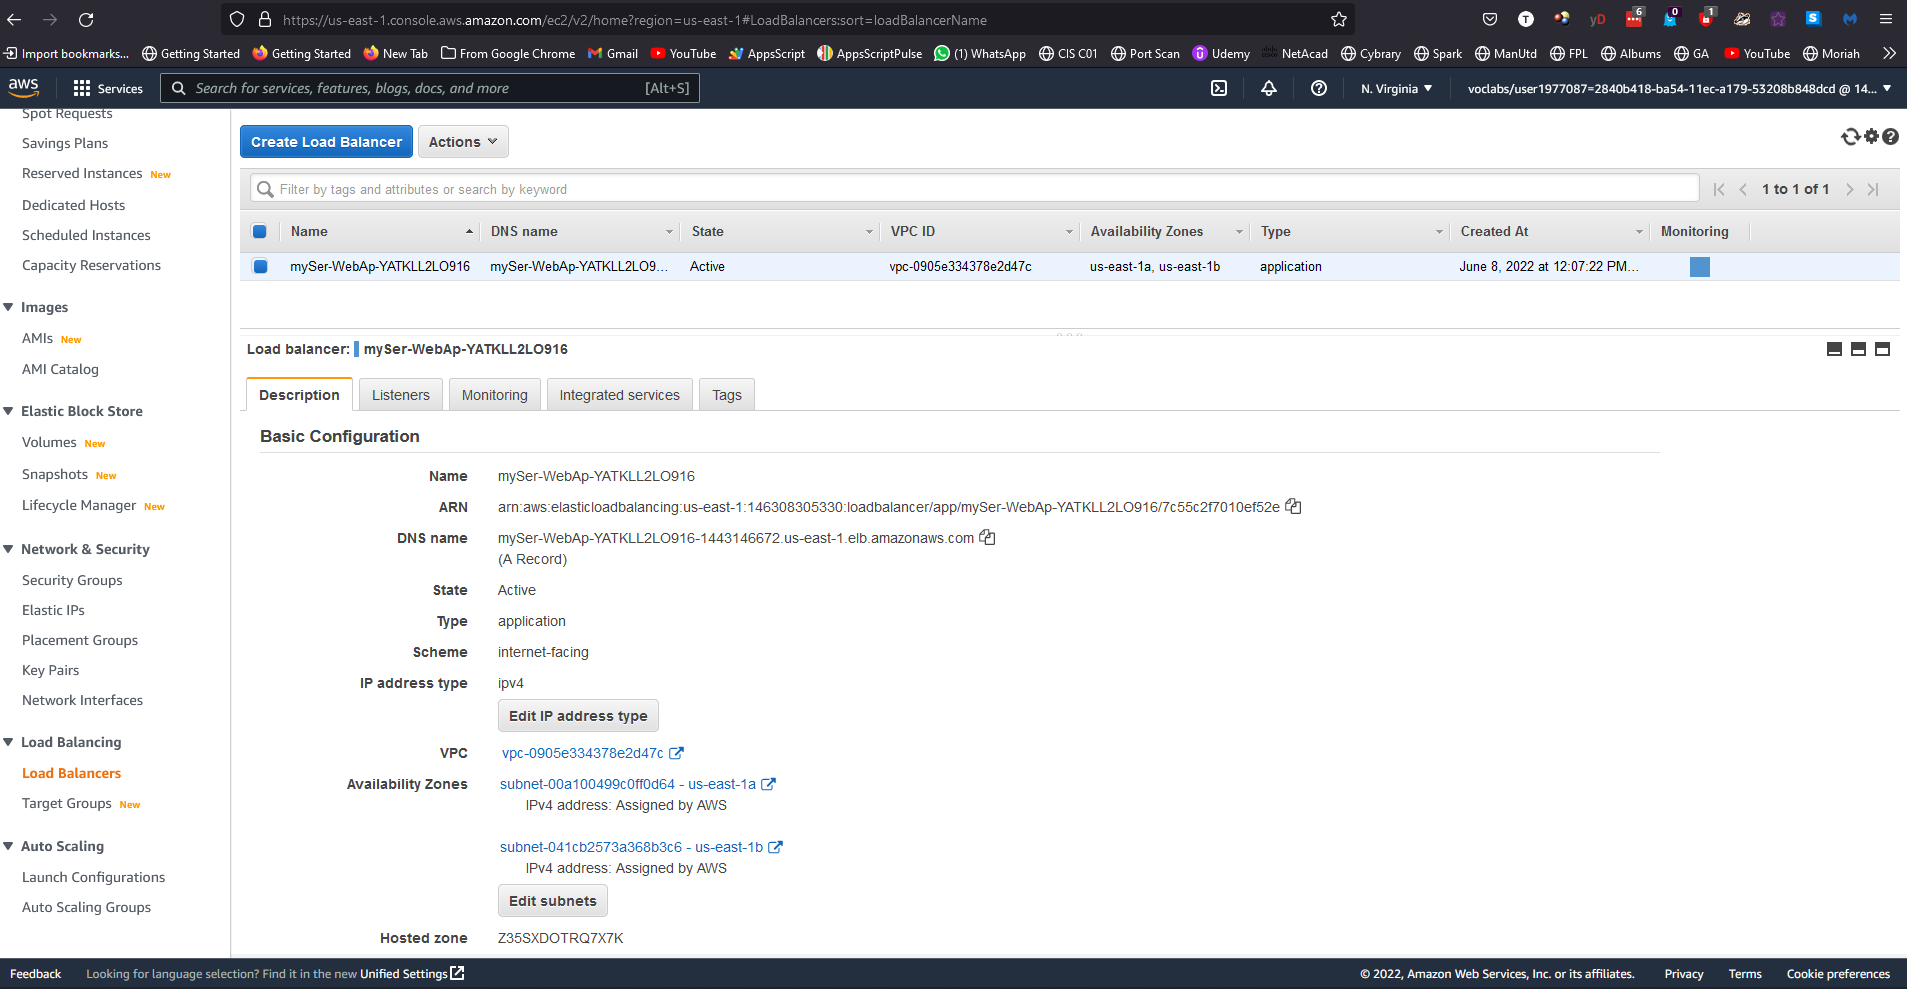 https://us-east-1.console.aws.amazon.com/ec2/v2/home?region=us-east-1#LoadBalancers:sort=loadBalancerName
T
yD
6
0
1
S
Import bookmarks...
Getting Started
Getting Started
New Tab
From Google Chrome
Gmail
YouTube
AppsScript
AppsScriptPulse
(1) WhatsApp
CIS C01
Port Scan
Udemy
NetAcad
Cybrary
Spark
ManUtd
FPL
Albums
GA
YouTube
Moriah
aws
Services
Search for services, features, blogs, docs, and more
[Alt+S]
N. Virginia
voclabs/user1977087=2840b418-ba54-11ec-a179-53208b848dcd @ 14...
Spot Requests
Savings Plans
Reserved Instances New
Dedicated Hosts
Scheduled Instances
Capacity Reservations
Images
AMIs New
AMI Catalog
Elastic Block Store
Volumes New
Snapshots New
Lifecycle Manager New
Network & Security
Security Groups
Elastic IPs
Placement Groups
Key Pairs
Network Interfaces
Load Balancing
Load Balancers
Target Groups New
Auto Scaling
Launch Configurations
Auto Scaling Groups
Create Load Balancer
Actions
Filter by tags and attributes or search by keyword
1 to 1 of 1
Name DNS name State VPC ID Availability Zones Type Created At Monitoring
mySer-WebAp-YATKLL2LO916 mySer-WebAp-YATKLL2LO9... Active vpc-0905e334378e2d47c us-east-1a, us-east-1b application June 8, 2022 at 12:07:22 PM...
Load balancer: mySer-WebAp-YATKLL2LO916
Description
Listeners
Monitoring
Integrated services
Tags
Basic Configuration
Name mySer-WebAp-YATKLL2LO916
ARN arn:aws:elasticloadbalancing:us-east-1:146308305330:loadbalancer/app/mySer-WebAp-YATKLL2LO916/7c55c2f7010ef52e
DNS name mySer-WebAp-YATKLL2LO916-1443146672.us-east-1.elb.amazonaws.com
(A Record)
State Active
Type application
Scheme internet-facing
IP address type ipv4
Edit IP address type
VPC vpc-0905e334378e2d47c
Availability Zones subnet-00a100499c0ff0d64 - us-east-1a
IPv4 address: Assigned by AWS
subnet-041cb2573a368b3c6 - us-east-1b
IPv4 address: Assigned by AWS
Edit subnets
Hosted zone Z35SXDOTRQ7X7K
Feedback
Looking for language selection? Find it in the new Unified Settings
© 2022, Amazon Web Services, Inc. or its affiliates.
Privacy
Terms
Cookie preferences